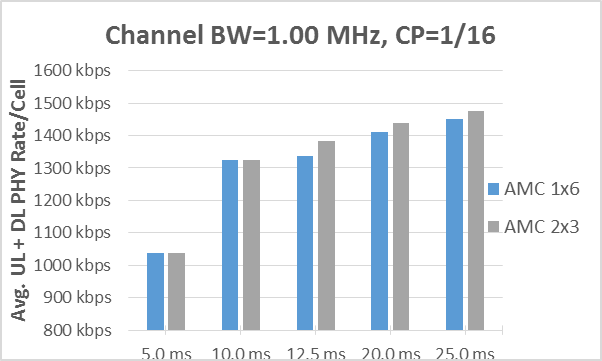 Channel BW=1.00 MHz, CP=1/16
Avg. UL + DL PHY Rate/Cell
1600 kbps
1500 kbps
1400 kbps
1300 kbps
1200 kbps
1100 kbps
1000 kbps
900 kbps
800 kbps
5.0 ms 10.0 ms 12.5 ms 20.0 ms 25.0 ms
AMC 1x6
AMC 2x3